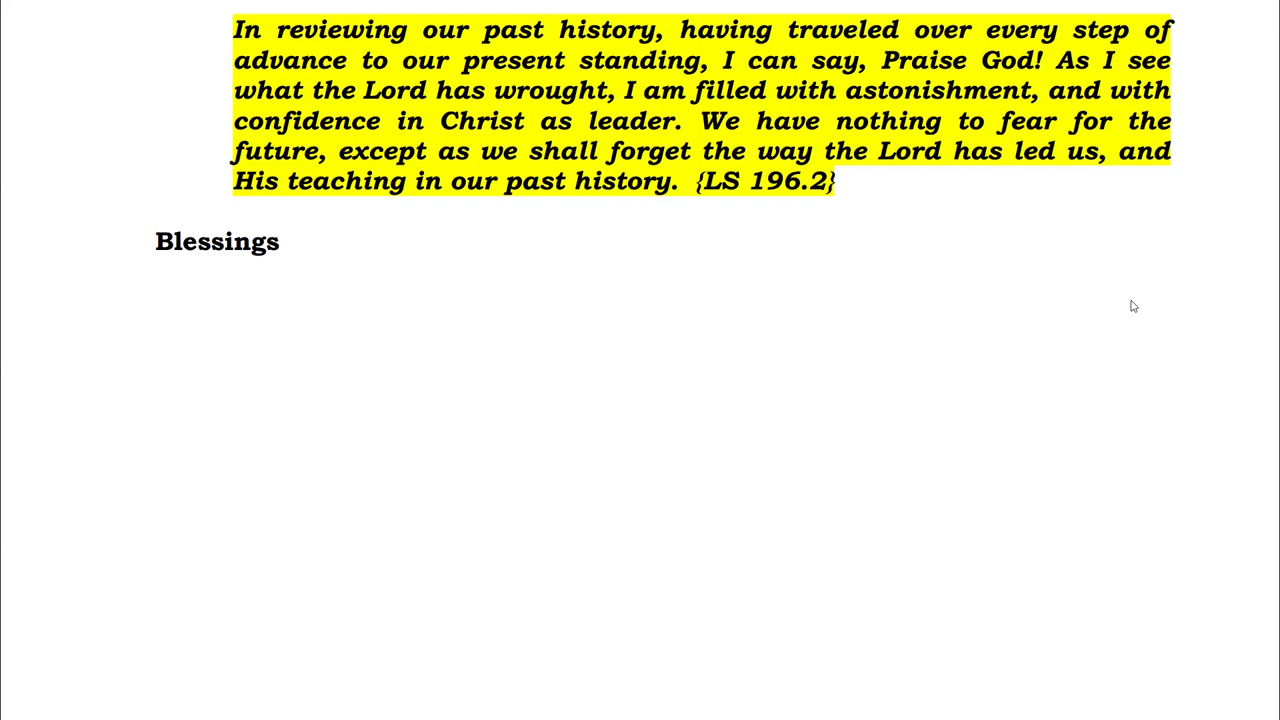 In reviewing our past history, having traveled over every step of
advance to our present standing, I can say, Praise God! As I see
what the Lord has wrought, I am filled with astonishment, and with
confidence in Christ as leader. We have nothing to fear for the
future, except as we shall forget the way the Lord has led us, and
His teaching in our past history. {LS 196.2}
Blessings